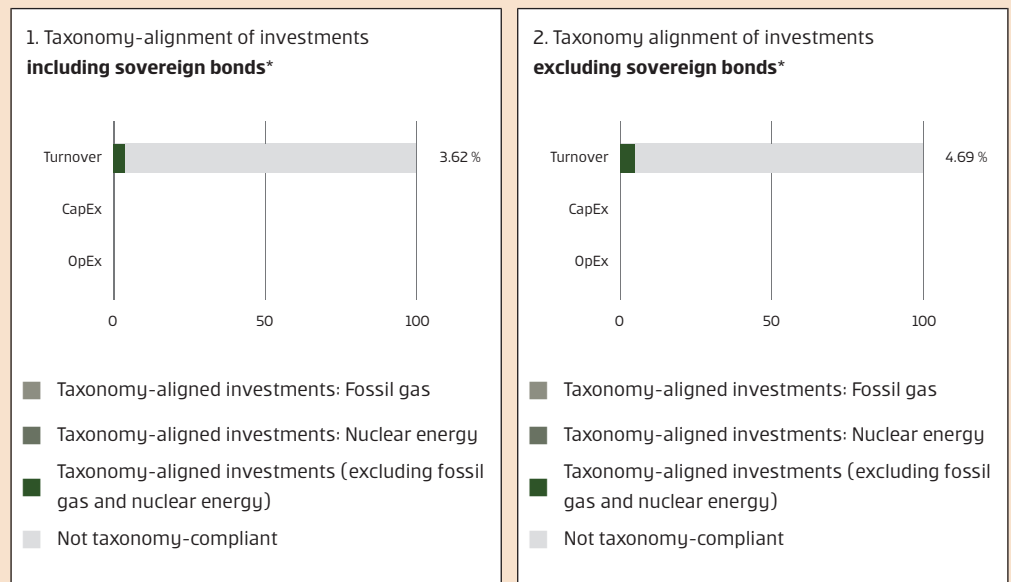 1. Taxonomy-alignment of investments
including sovereign bonds*
Turnover
3.62 %
CapEx
OpEx
0
50
100
Taxonomy-aligned investments: Fossil gas
Taxonomy-aligned investments: Nuclear energy
Taxonomy-aligned investments (excluding fossil
gas and nuclear energy)
Not taxonomy-compliant
2. Taxonomy alignment of investments
excluding sovereign bonds*
Turnover
4.69 %
CapEx
OpEx
0
50
100
Taxonomy-aligned investments: Fossil gas
Taxonomy-aligned investments: Nuclear energy
Taxonomy-aligned investments (excluding fossil
gas and nuclear energy)
Not taxonomy-compliant